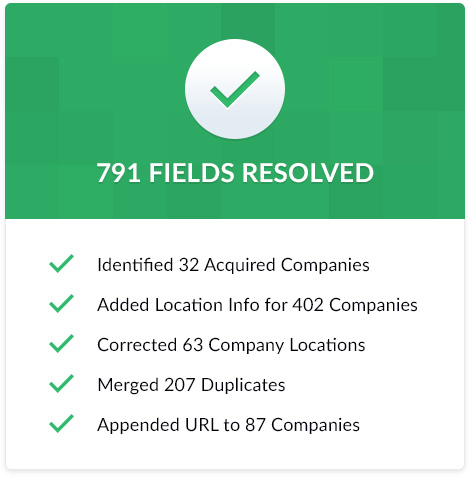 791 FIELDS RESOLVED
Identified 32 Acquired Companies
Added Location Info for 402 Companies
Corrected 63 Company Locations
Merged 207 Duplicates
Appended URL to 87 Companies